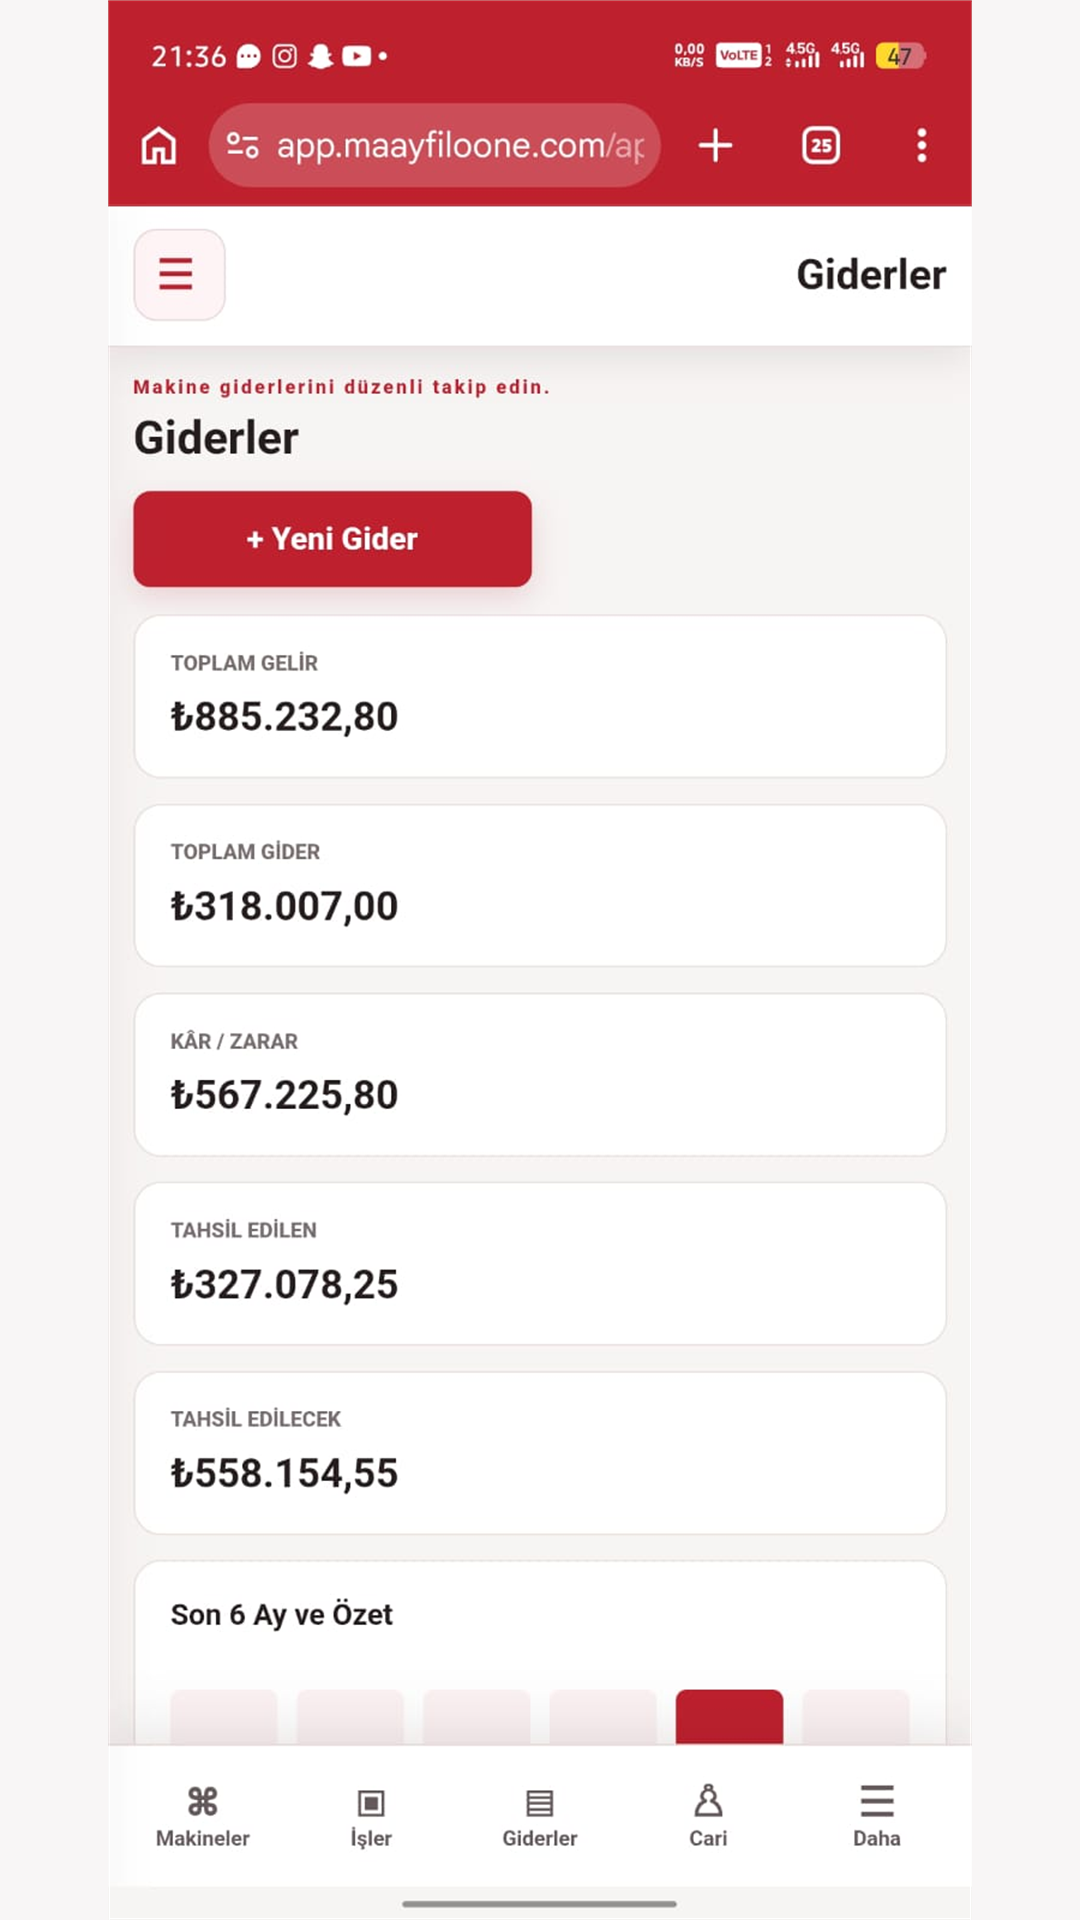 21:36
0,00 KB/S VoLTE 1 2 4.5G 4.5G 47
app.maayfiloone.com/ap
25
Giderler
Makine giderlerini düzenli takip edin.
Giderler
+ Yeni Gider
TOPLAM GELİR
₺885.232,80
TOPLAM GİDER
₺318.007,00
KÂR / ZARAR
₺567.225,80
TAHSİL EDİLEN
₺327.078,25
TAHSİL EDİLECEK
₺558.154,55
Son 6 Ay ve Özet
Makineler İşler Giderler Cari Daha